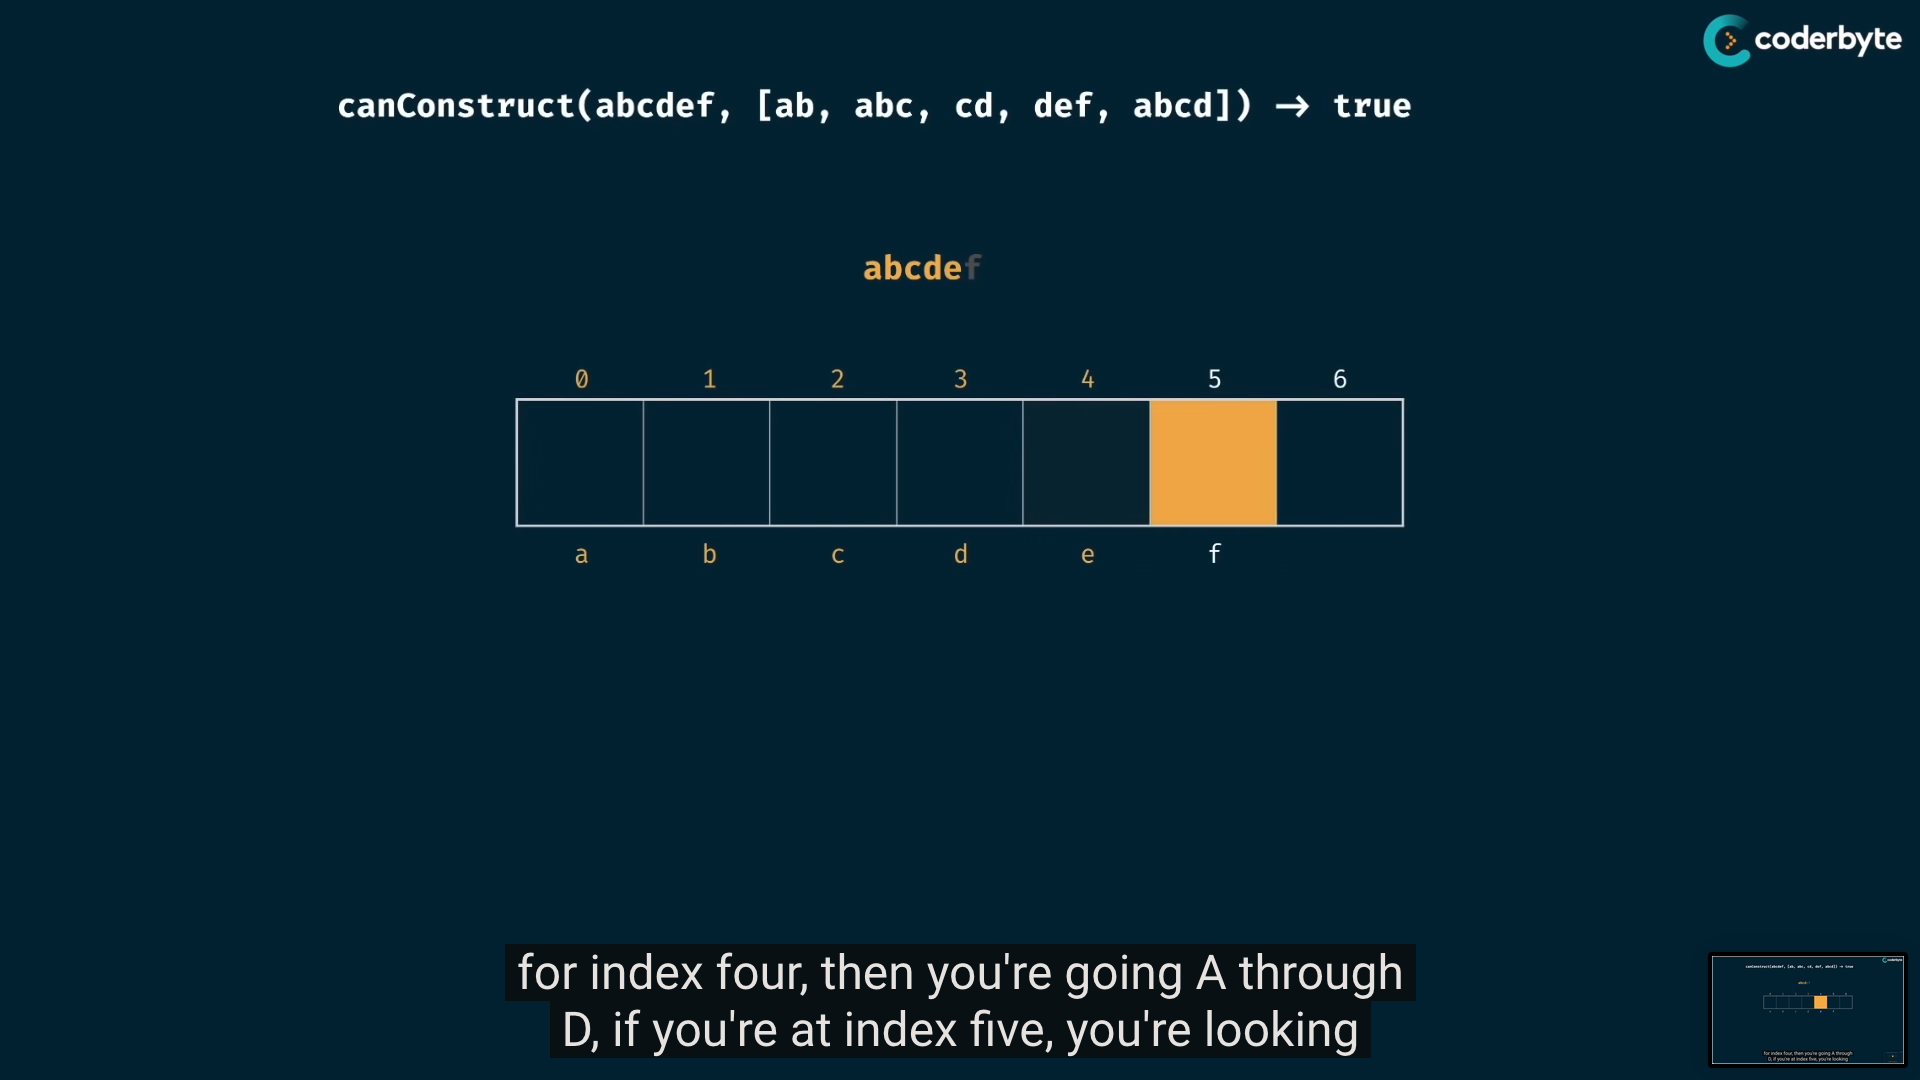 coderbyte
canConstruct(abcdef, [ab, abc, cd, def, abcd]) → true
abcdef
0 1 2 3 4 5 6
a b c d e f
for index four, then you're going A through
D, if you're at index five, you're looking